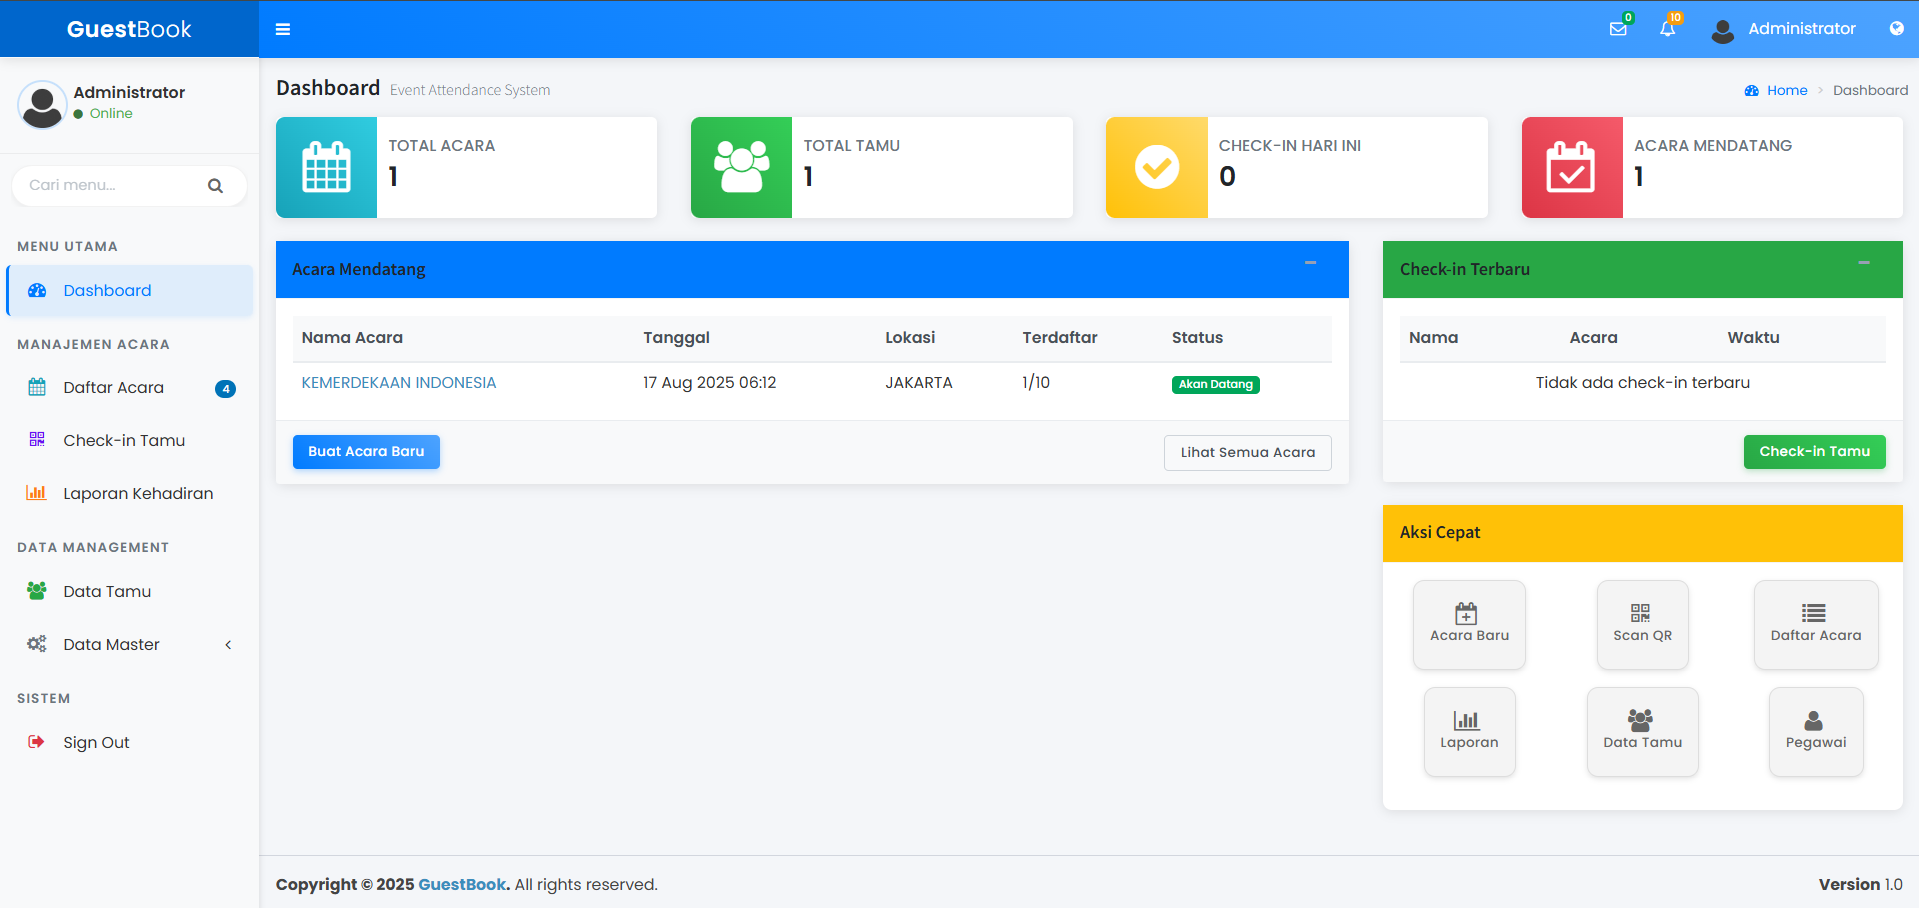 GuestBook
0
10
Administrator
Administrator
Online
Cari menu...
MENU UTAMA
Dashboard
MANAJEMEN ACARA
Daftar Acara 4
Check-in Tamu
Laporan Kehadiran
DATA MANAGEMENT
Data Tamu
Data Master
SISTEM
Sign Out
Dashboard Event Attendance System
Home > Dashboard
TOTAL ACARA
1
TOTAL TAMU
1
CHECK-IN HARI INI
0
ACARA MENDATANG
1
Acara Mendatang
Nama Acara Tanggal Lokasi Terdaftar Status
KEMERDEKAAN INDONESIA 17 Aug 2025 06:12 JAKARTA 1/10 Akan Datang
Buat Acara Baru Lihat Semua Acara
Check-in Terbaru
Nama Acara Waktu
Tidak ada check-in terbaru
Check-in Tamu
Aksi Cepat
Acara Baru Scan QR Daftar Acara
Laporan Data Tamu Pegawai
Copyright © 2025 GuestBook. All rights reserved.
Version 1.0